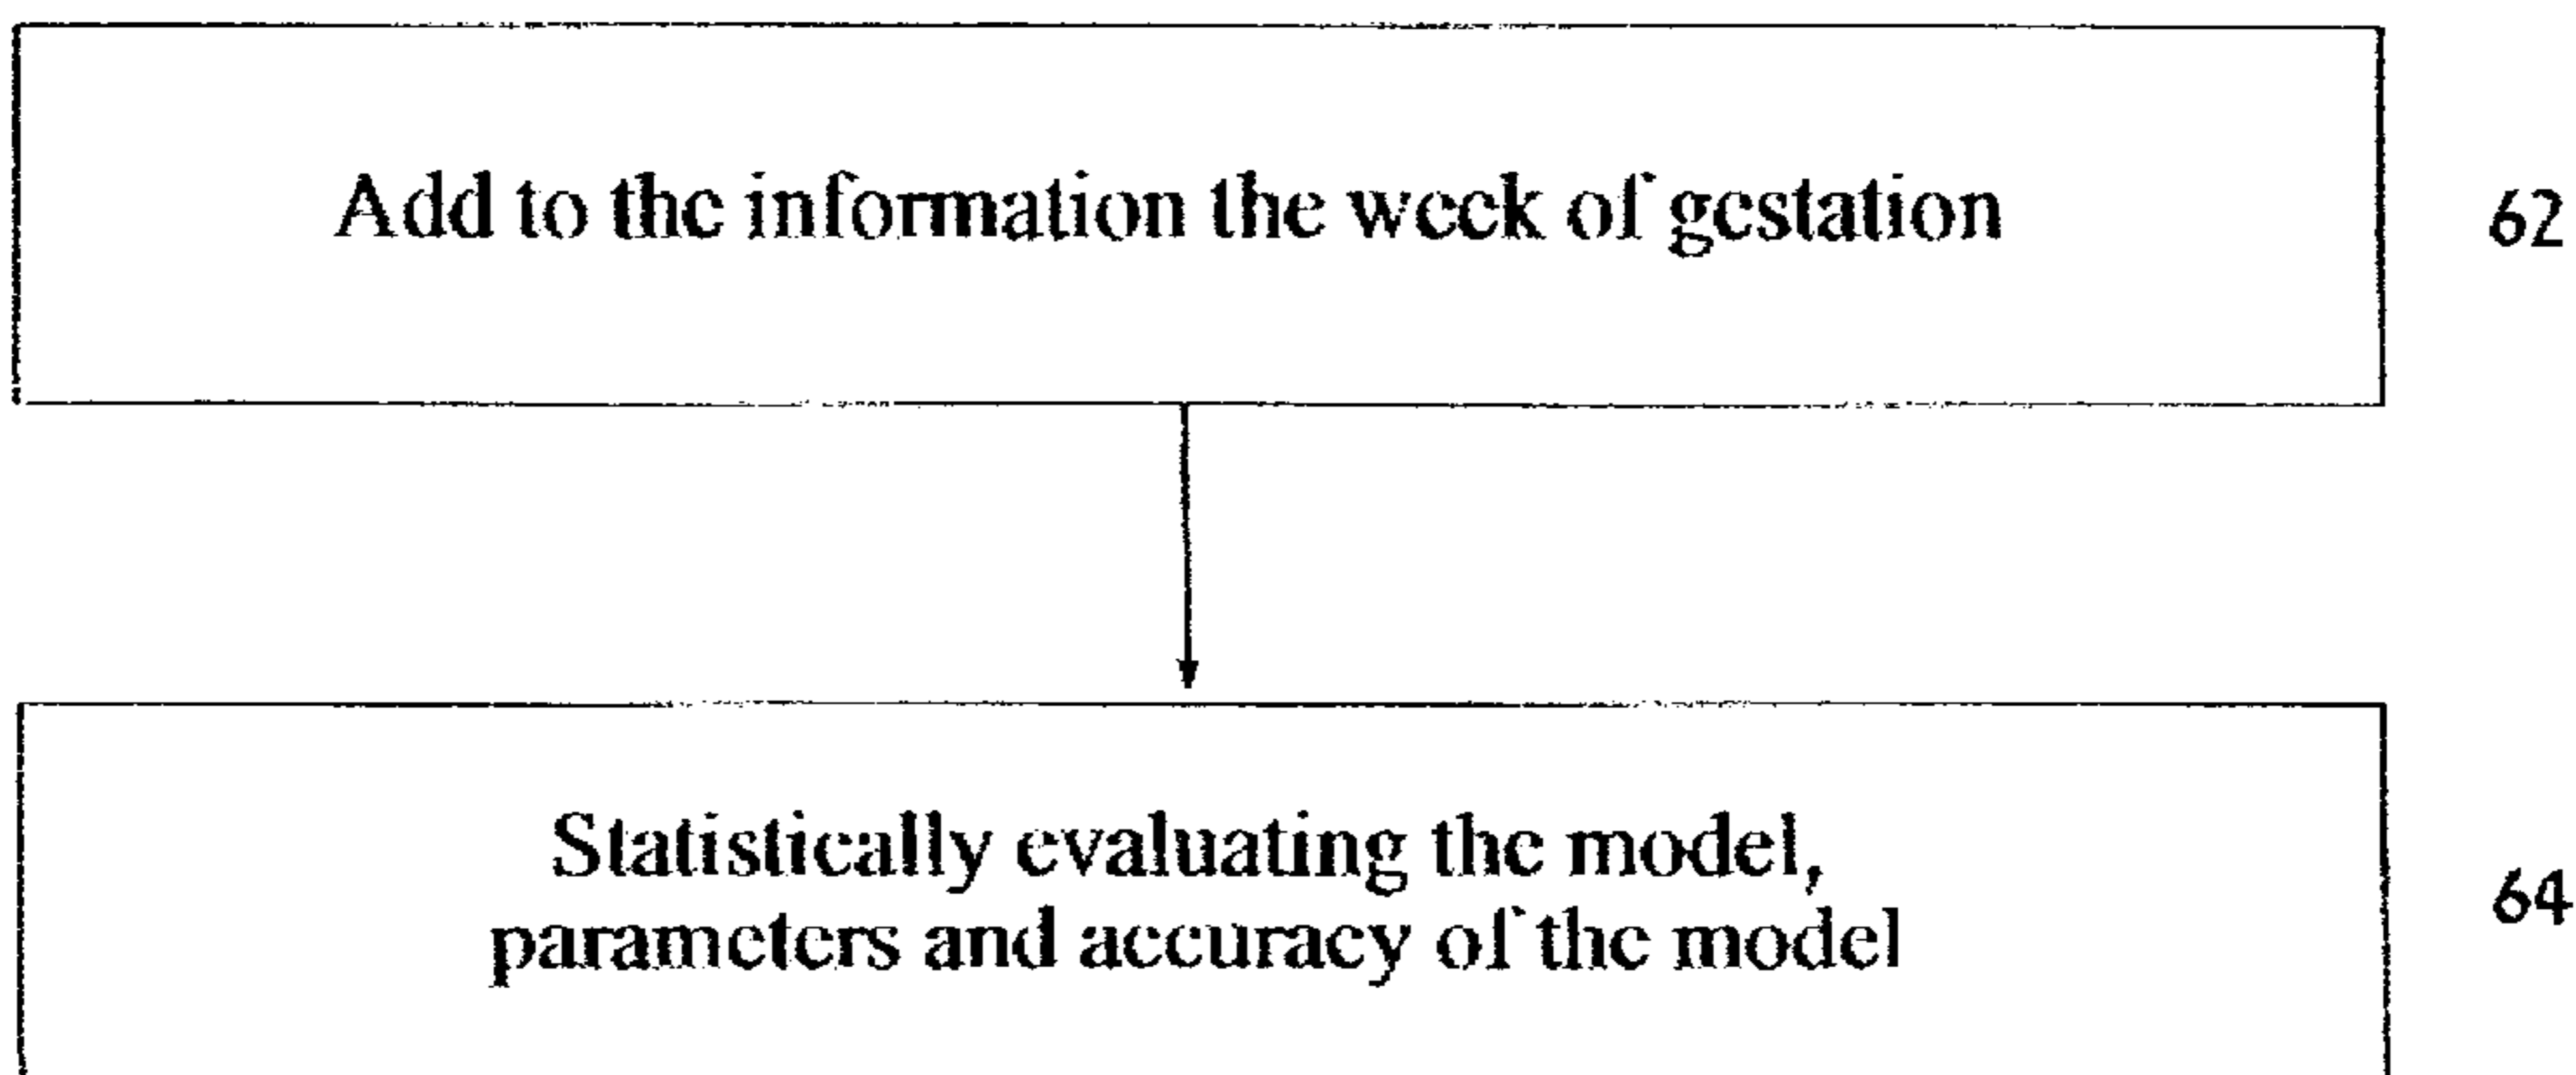 Add to the information the week of gestation
62
Statistically evaluating the model,
parameters and accuracy of the model
64